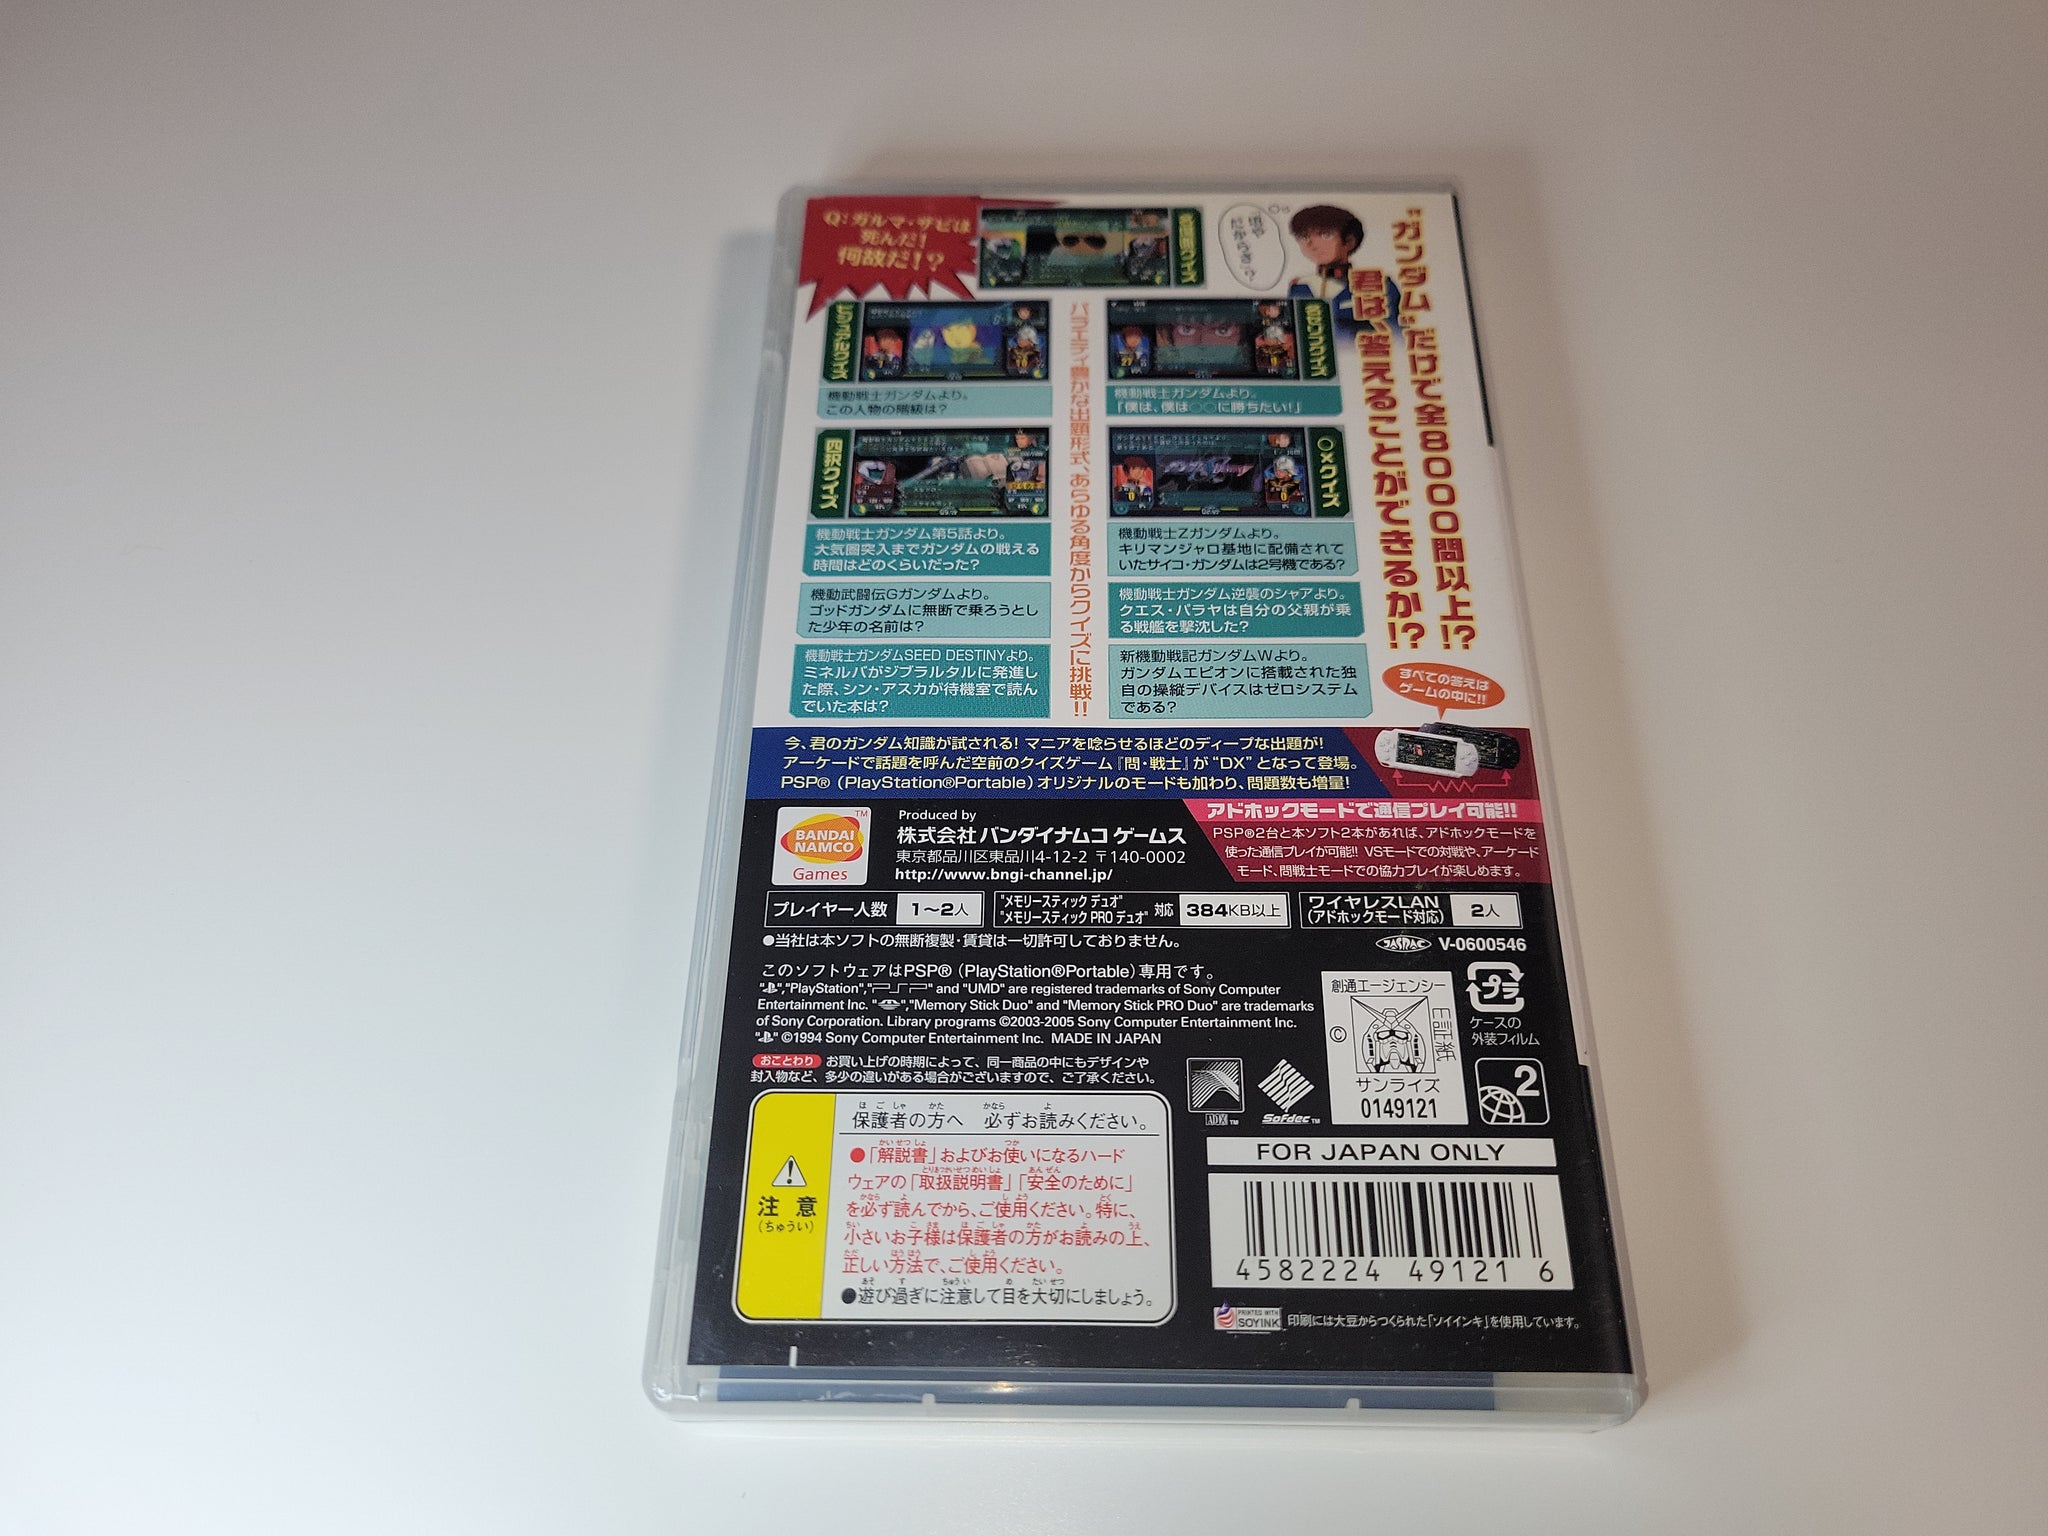 "ガンダム"だけで全8000問以上!?
君は、答えることができるか!?
Q:ガルマ・ザビは
死んだ!
何故だ!?
坊や
だからさ…?
ビジュアルクイズ
機動戦士ガンダムより。
この人物の階級は?
機動戦士ガンダムより。
「僕は、僕は○○に勝ちたい!」
バラエティ豊かな出題形式、あらゆる角度からクイズに挑戦!!
四択クイズ
○×クイズ
機動戦士ガンダム第5話より。
大気圏突入までガンダムの戦える
時間はどのくらいだった?
機動戦士Zガンダムより。
キリマンジャロ基地に配備されて
いたサイコ・ガンダムは2号機である?
機動武闘伝Gガンダムより。
ゴッドガンダムに無断で乗ろうとし
た少年の名前は?
機動戦士ガンダム逆襲のシャアより。
クエス・パラヤは自分の父親が乗
る戦艦を撃沈した?
機動戦士ガンダムSEED DESTINYより。
ミネルバがジブラルタルに発進し
た際、シン・アスカが待機室で読ん
でいた本は?
新機動戦記ガンダムWより。
ガンダムエピオンに搭載された独
自の操縦デバイスはゼロシステム
である?
すべての答えは
ゲームの中に!!
今、君のガンダム知識が試される! マニアを唸らせるほどのディープな出題が!
アーケードで話題を呼んだ空前のクイズゲーム『問・戦士』が"DX"となって登場。
PSP®(PlayStation®Portable)オリジナルのモードも加わり、問題数も増量!
BANDAI
NAMCO
Games
TM
Produced by
株式会社 バンダイナムコ ゲームス
東京都品川区東品川4-12-2 〒140-0002
http://www.bngi-channel.jp/
アドホックモードで通信プレイ可能!!
PSP®2台と本ソフト2本があれば、アドホックモードを
使った通信プレイが可能!! VSモードでの対戦や、アーケード
モード、問戦士モードでの協力プレイが楽しめます。
プレイヤー人数 1〜2人
"メモリースティック デュオ"
"メモリースティック PRO デュオ" 対応 384KB以上
ワイヤレスLAN
(アドホックモード対応) 2人
●当社は本ソフトの無断複製・賃貸は一切許可しておりません。
JASRAC V-0600546
このソフトウェアはPSP®(PlayStation®Portable)専用です。
"","PlayStation","PSP" and "UMD" are registered trademarks of Sony Computer
Entertainment Inc. "","Memory Stick Duo" and "Memory Stick PRO Duo" are trademarks
of Sony Corporation. Library programs ©2003-2005 Sony Computer Entertainment Inc.
"" ©1994 Sony Computer Entertainment Inc. MADE IN JAPAN
おことわり お買い上げの時期によって、同一商品の中にもデザインや
封入物など、多少の違いがある場合がございますので、ご了承ください。
創通エージェンシー
©
E証紙
サンライズ
0149121
プラ
ケースの
外装フィルム
ADX TM
Sofdec TM
2
保護者の方へ 必ずお読みください。
ほごしゃ かた かなら よ
注意
(ちゅうい)
●「解説書」およびお使いになるハード
ウェアの「取扱説明書」「安全のために」
を必ず読んでから、ご使用ください。特に、
小さいお子様は保護者の方がお読みの上、
正しい方法で、ご使用ください。
●遊び過ぎに注意して目を大切にしましょう。
FOR JAPAN ONLY
4582224 491216
PRINTED WITH
SOYINK
印刷には大豆からつくられた「ソイインキ」を使用しています。